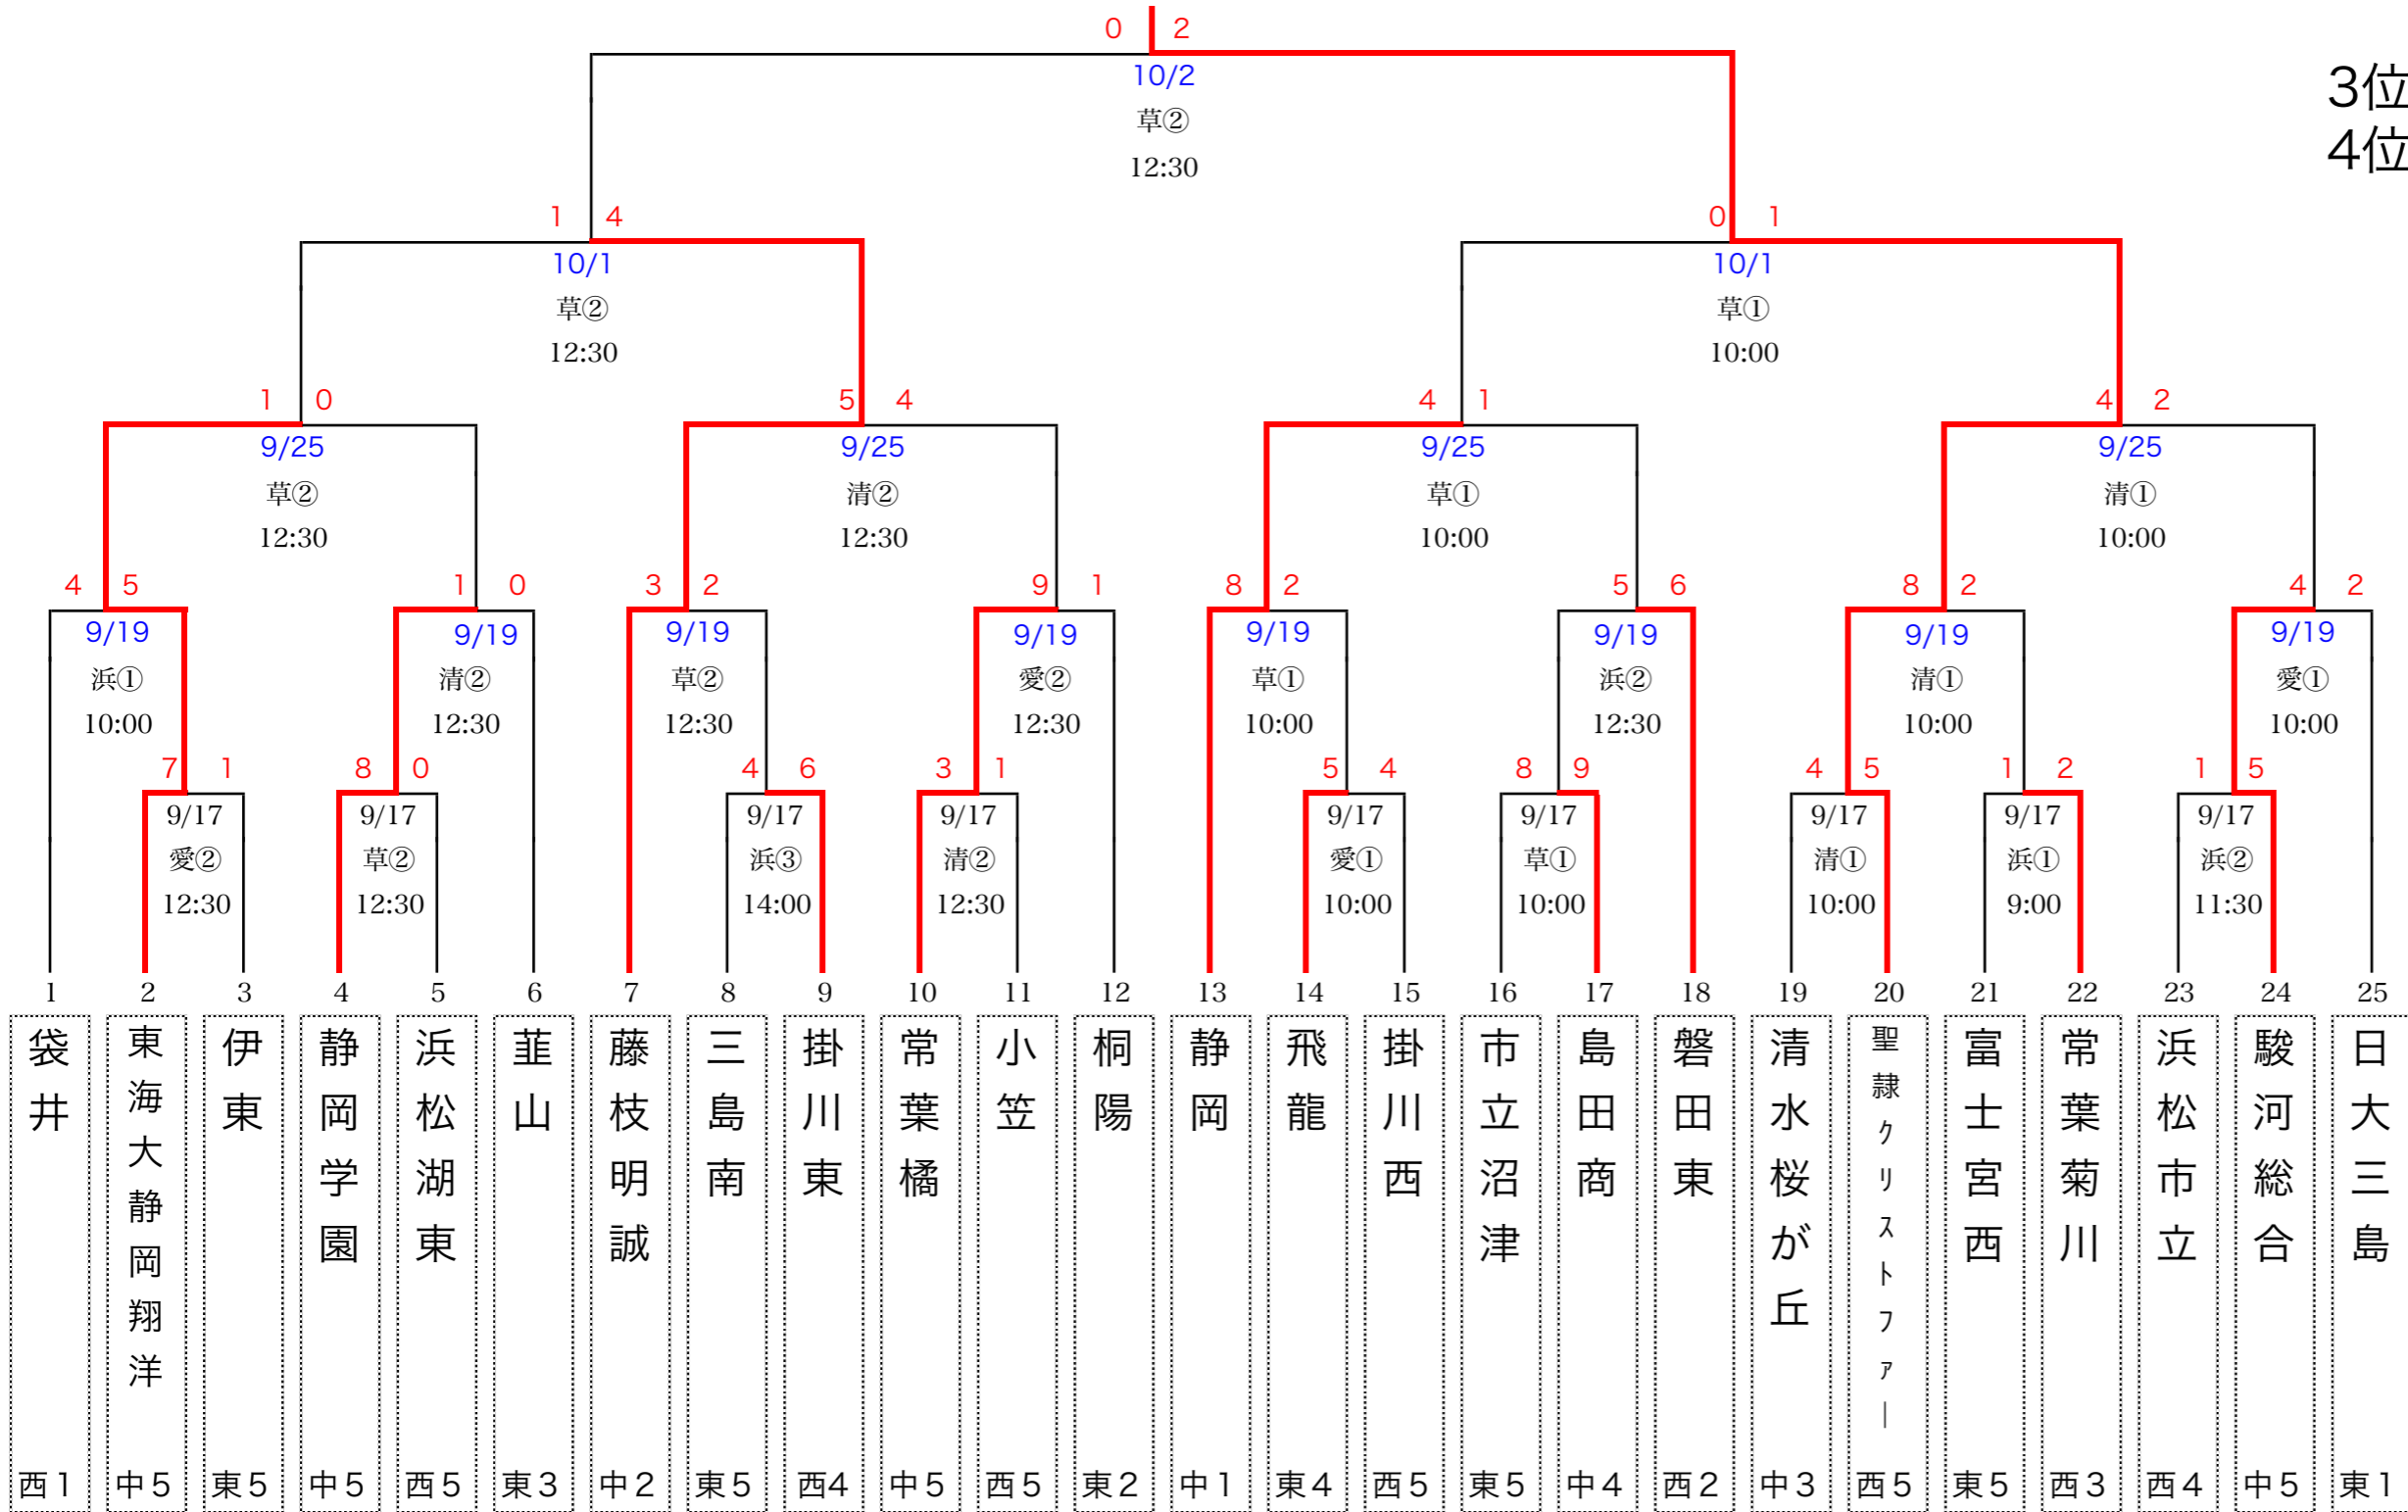 0 2
10/2
草②
12:30
3位
4位
1 4
10/1
草②
12:30
0 1
10/1
草①
10:00
1 0
9/25
草②
12:30
5 4
9/25
清②
12:30
4 1
9/25
草①
10:00
4 2
9/25
清①
10:00
4 5
9/19
浜①
10:00
1 0
9/19
清②
12:30
3 2
9/19
草②
12:30
9 1
9/19
愛②
12:30
8 2
9/19
草①
10:00
5 6
9/19
浜②
12:30
8 2
9/19
清①
10:00
4 2
9/19
愛①
10:00
7 1
9/17
愛②
12:30
8 0
9/17
草②
12:30
4 6
9/17
浜③
14:00
3 1
9/17
清②
12:30
5 4
9/17
愛①
10:00
8 9
9/17
草①
10:00
4 5
9/17
清①
10:00
1 2
9/17
浜①
9:00
1 5
9/17
浜②
11:30
1 2 3 4 5 6 7 8 9 10 11 12 13 14 15 16 17 18 19 20 21 22 23 24 25
袋井
東海大静岡翔洋
伊東
静岡学園
浜松湖東
韮山
藤枝明誠
三島南
掛川東
常葉橘
小笠
桐陽
静岡
飛龍
掛川西
市立沼津
島田商
磐田東
清水桜が丘
聖隷クリストファー
富士宮西
常葉菊川
浜松市立
駿河総合
日大三島
西1 中5 東5 中5 西5 東3 中2 東5 西4 中5 西5 東2 中1 東4 西5 東5 中4 西2 中3 西5 東5 西3 西4 中5 東1